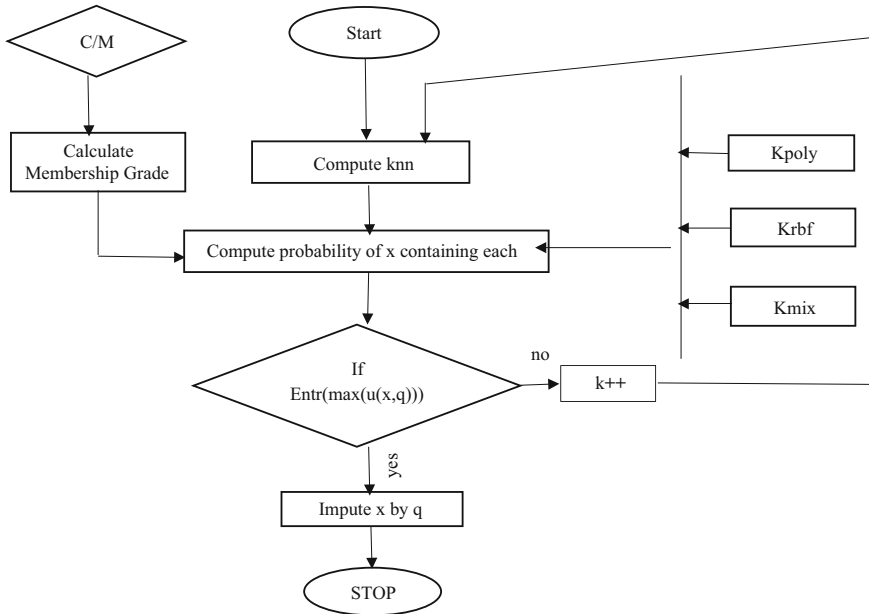 C/M
Start
Calculate
Membership Grade
Compute knn
Kpoly
Krbf
Compute probability of x containing each
Kmix
If
Entr(max(u(x,q)))
no
k++
yes
Impute x by q
STOP